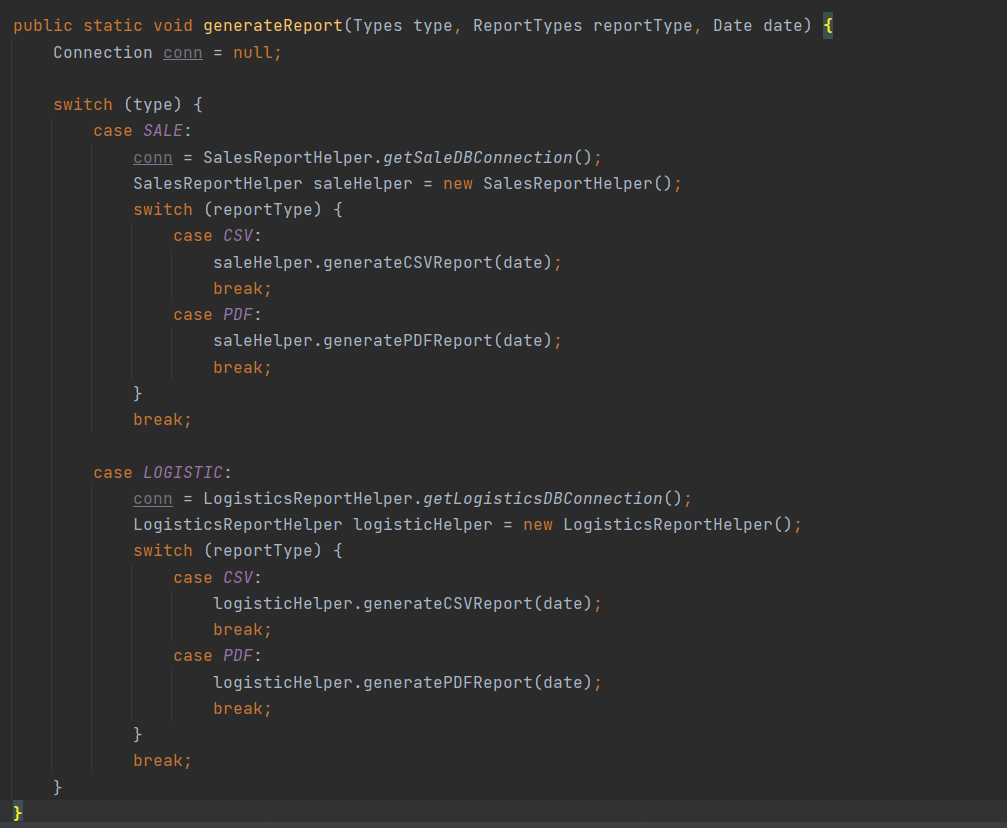 public static void generateReport(Types type, ReportTypes reportType, Date date) {
    Connection conn = null;

    switch (type) {
        case SALE:
            conn = SalesReportHelper.getSaleDBConnection();
            SalesReportHelper saleHelper = new SalesReportHelper();
            switch (reportType) {
                case CSV:
                    saleHelper.generateCSVReport(date);
                    break;
                case PDF:
                    saleHelper.generatePDFReport(date);
                    break;
            }
            break;

        case LOGISTIC:
            conn = LogisticsReportHelper.getLogisticsDBConnection();
            LogisticsReportHelper logisticHelper = new LogisticsReportHelper();
            switch (reportType) {
                case CSV:
                    logisticHelper.generateCSVReport(date);
                    break;
                case PDF:
                    logisticHelper.generatePDFReport(date);
                    break;
            }
            break;
    }
}